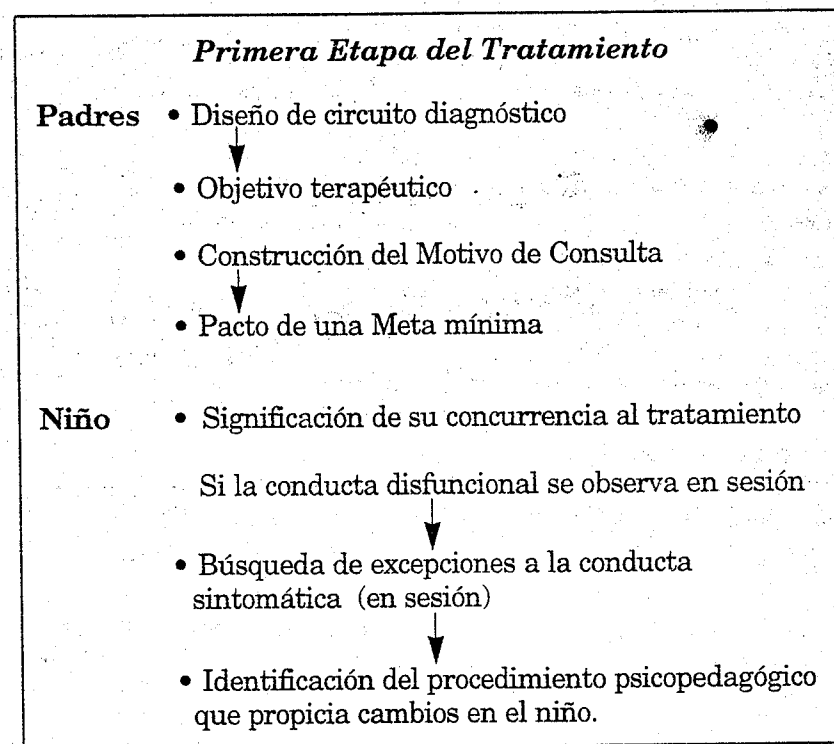 Primera Etapa del Tratamiento
Padres • Diseño de circuito diagnóstico
• Objetivo terapéutico
• Construcción del Motivo de Consulta
• Pacto de una Meta mínima
Niño • Significación de su concurrencia al tratamiento
Si la conducta disfuncional se observa en sesión
• Búsqueda de excepciones a la conducta
sintomática (en sesión)
• Identificación del procedimiento psicopedagógico
que propicia cambios en el niño.